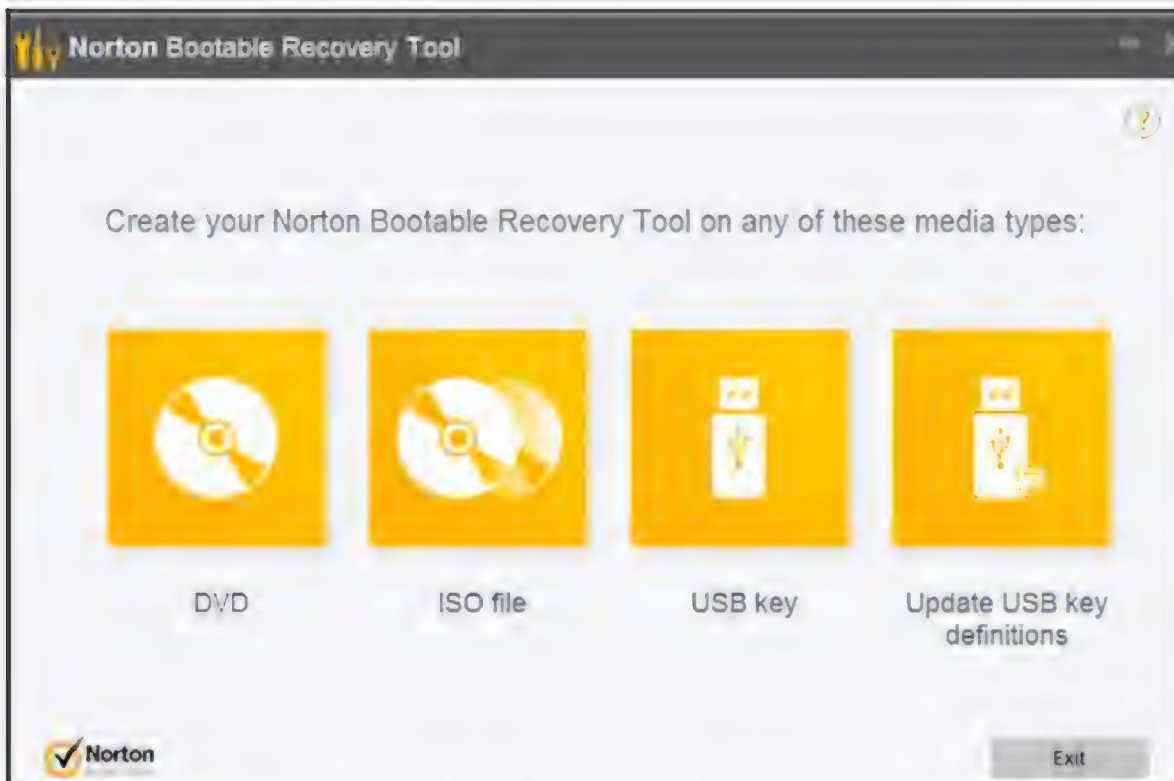 Norton Bootable Recovery Tool
?
Create your Norton Bootable Recovery Tool on any of these media types:
DVD
ISO file
USB key
Update USB key
definitions
Norton
Exit